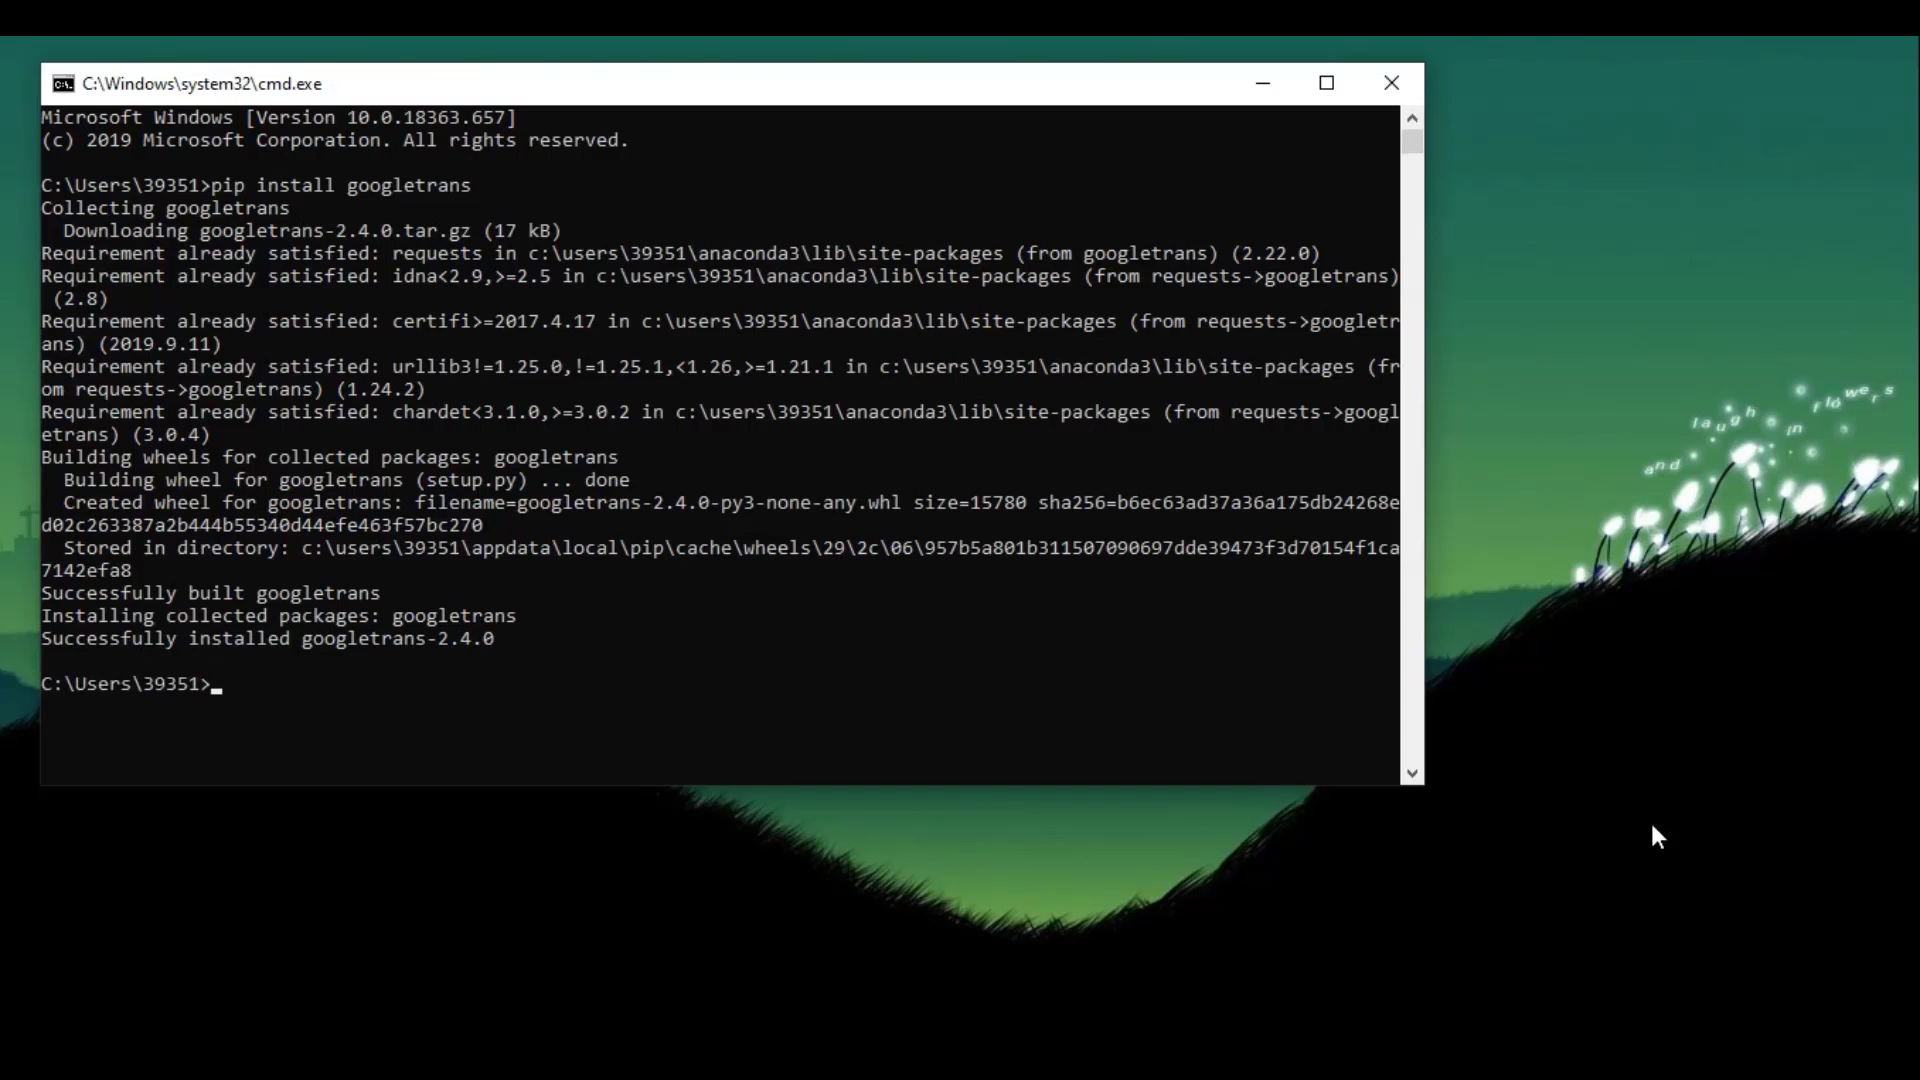 C:\Windows\system32\cmd.exe
Microsoft Windows [Version 10.0.18363.657]
(c) 2019 Microsoft Corporation. All rights reserved.
C:\Users\39351>pip install googletrans
Collecting googletrans
  Downloading googletrans-2.4.0.tar.gz (17 kB)
Requirement already satisfied: requests in c:\users\39351\anaconda3\lib\site-packages (from googletrans) (2.22.0)
Requirement already satisfied: idna<2.9,>=2.5 in c:\users\39351\anaconda3\lib\site-packages (from requests->googletrans)
 (2.8)
Requirement already satisfied: certifi>=2017.4.17 in c:\users\39351\anaconda3\lib\site-packages (from requests->googletr
ans) (2019.9.11)
Requirement already satisfied: urllib3!=1.25.0,!=1.25.1,<1.26,>=1.21.1 in c:\users\39351\anaconda3\lib\site-packages (fr
om requests->googletrans) (1.24.2)
Requirement already satisfied: chardet<3.1.0,>=3.0.2 in c:\users\39351\anaconda3\lib\site-packages (from requests->googl
etrans) (3.0.4)
Building wheels for collected packages: googletrans
  Building wheel for googletrans (setup.py) ... done
  Created wheel for googletrans: filename=googletrans-2.4.0-py3-none-any.whl size=15780 sha256=b6ec63ad37a36a175db24268e
d02c263387a2b444b55340d44efe463f57bc270
  Stored in directory: c:\users\39351\appdata\local\pip\cache\wheels\29\2c\06\957b5a801b311507090697dde39473f3d70154f1ca
7142efa8
Successfully built googletrans
Installing collected packages: googletrans
Successfully installed googletrans-2.4.0
C:\Users\39351>
and laugh in flowers